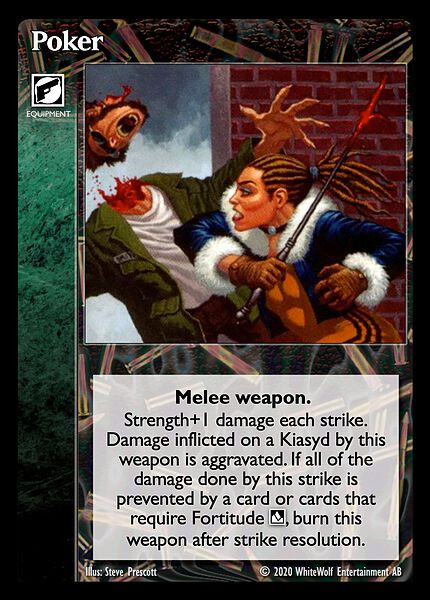 Poker
EQUIPMENT
Melee weapon.
Strength+1 damage each strike.
Damage inflicted on a Kiasyd by this
weapon is aggravated. If all of the
damage done by this strike is
prevented by a card or cards that
require Fortitude , burn this
weapon after strike resolution.
Illus: Steve Prescott © 2020 WhiteWolf Entertainment AB